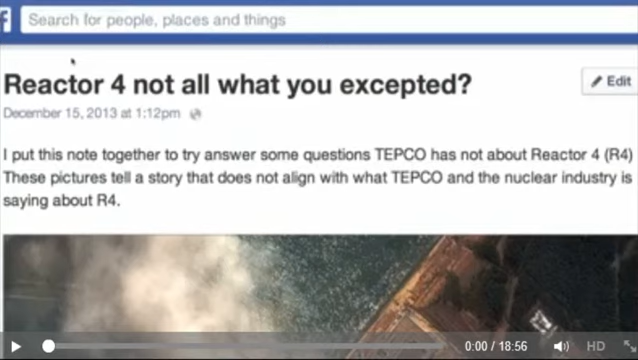 f Search for people, places and things
Reactor 4 not all what you excepted?
Edit
December 15, 2013 at 1:12pm
I put this note together to try answer some questions TEPCO has not about Reactor 4 (R4)
These pictures tell a story that does not align with what TEPCO and the nuclear industry is
saying about R4.
0:00 / 18:56 HD